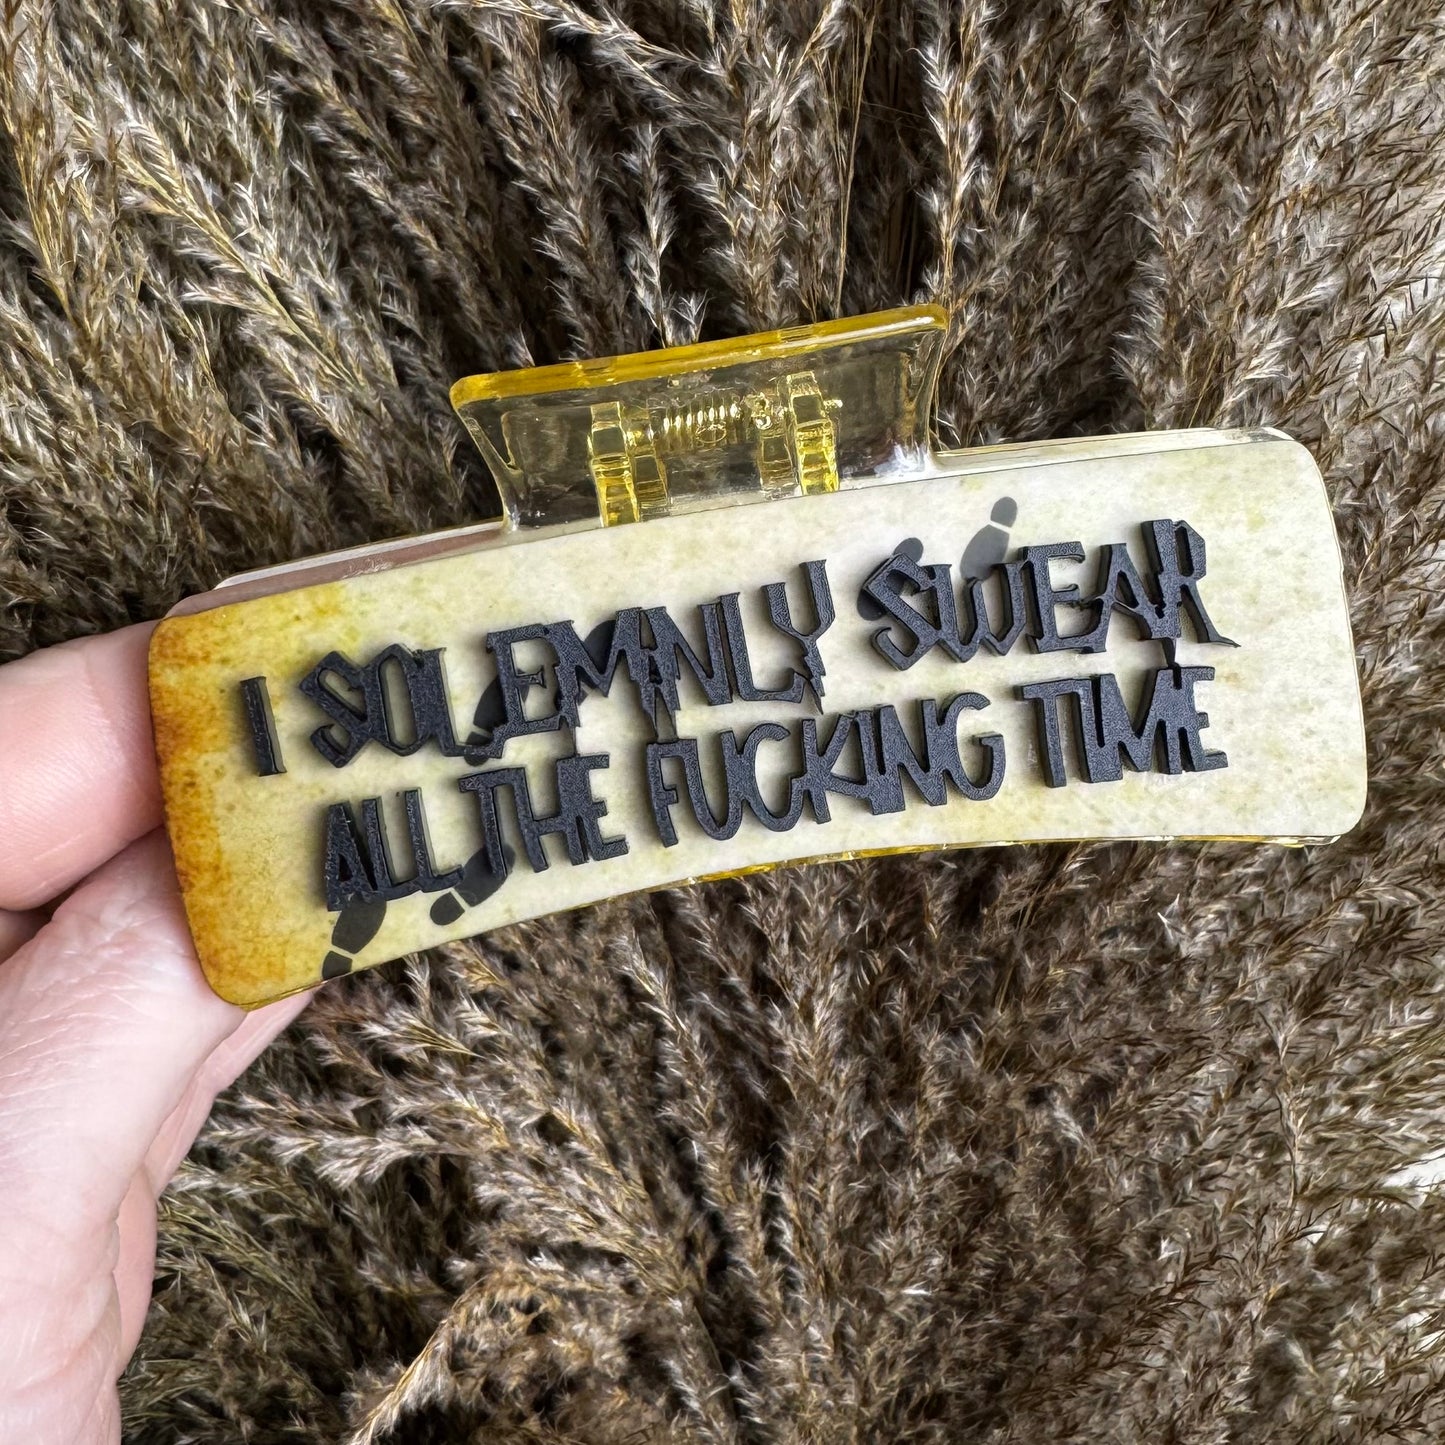 I SOLEMNLY SWEAR
ALL THE FUCKING TIME